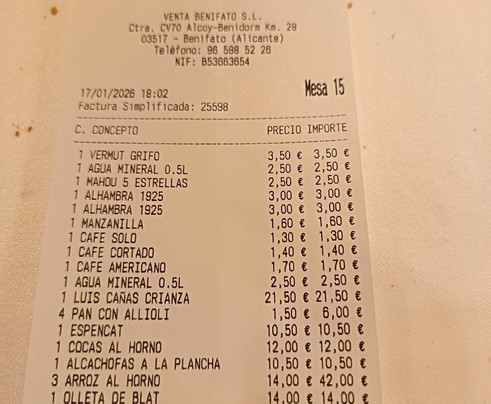 VENTA BENIFATO S.L.
Ctra. CV70 Alcoy-Benidorm Km. 28
03517 - Benifato (Alicante)
Teléfono: 96 588 52 28
NIF: B53663654
17/01/2026 18:02 Mesa 15
Factura Simplificada: 25598
C. CONCEPTO PRECIO IMPORTE
1 VERMUT GRIFO 3,50 € 3,50 €
1 AGUA MINERAL 0.5L 2,50 € 2,50 €
1 MAHOU 5 ESTRELLAS 2,50 € 2,50 €
1 ALHAMBRA 1925 3,00 € 3,00 €
1 ALHAMBRA 1925 3,00 € 3,00 €
1 MANZANILLA 1,60 € 1,60 €
1 CAFE SOLO 1,30 € 1,30 €
1 CAFE CORTADO 1,40 € 1,40 €
1 CAFE AMERICANO 1,70 € 1,70 €
1 AGUA MINERAL 0.5L 2,50 € 2,50 €
1 LUIS CAÑAS CRIANZA 21,50 € 21,50 €
4 PAN CON ALLIOLI 1,50 € 6,00 €
1 ESPENCAT 10,50 € 10,50 €
1 COCAS AL HORNO 12,00 € 12,00 €
1 ALCACHOFAS A LA PLANCHA 10,50 € 10,50 €
3 ARROZ AL HORNO 14,00 € 42,00 €
1 OLLETA DE BLAT 14,00 € 14,00 €